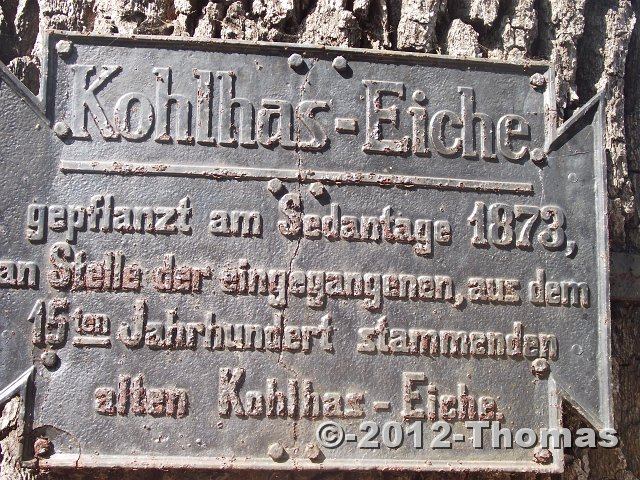 Kohlhas-Eiche.
gepflanzt am Sedantage 1873,
an Stelle der eingegangenen, aus dem
15ten Jahrhundert stammenden
alten Kohlhas-Eiche.
©-2012-Thomas